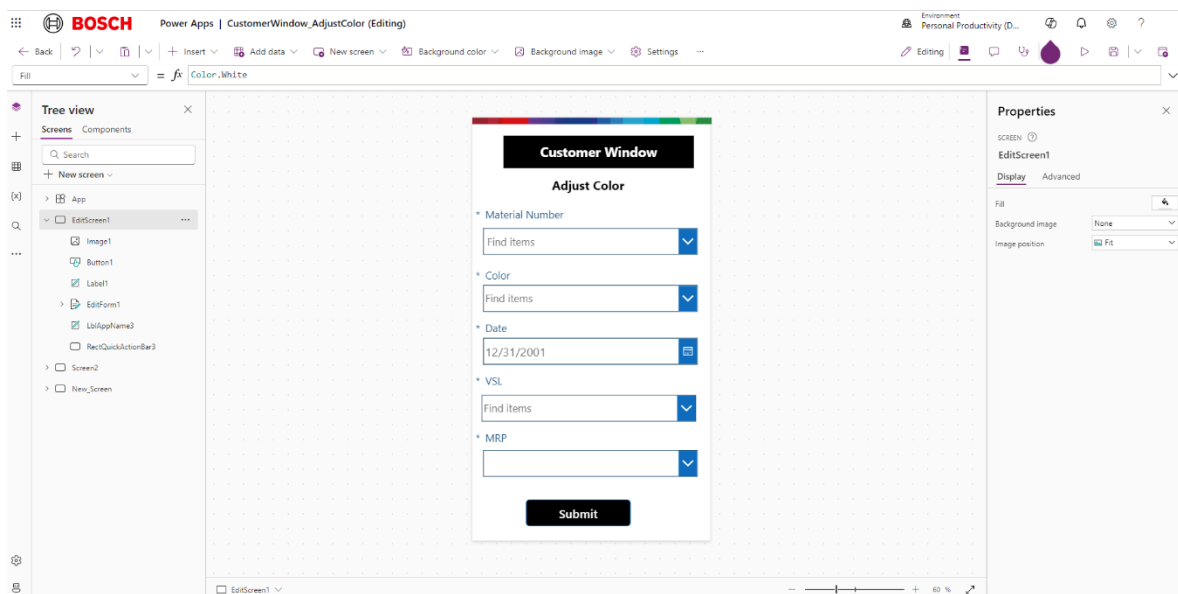 BOSCH Power Apps | CustomerWindow_AdjustColor (Editing) Environment
Personal Productivity (D... ?
Back + Insert Add data New screen Background color Background image Settings ... Editing
Fill = fx Color.White
Tree view
Screens Components
Search
+ New screen
App
EditScreen1 ...
Image1
Button1
Label1
EditForm1
LblAppName3
RectQuickActionBar3
Screen2
New_Screen
Customer Window
Adjust Color
* Material Number
Find items
* Color
Find items
* Date
12/31/2001
* VSL
Find items
* MRP
Submit
Properties
SCREEN ?
EditScreen1
Display Advanced
Fill
Background image None
Image position Fit
EditScreen1 − + 60 %